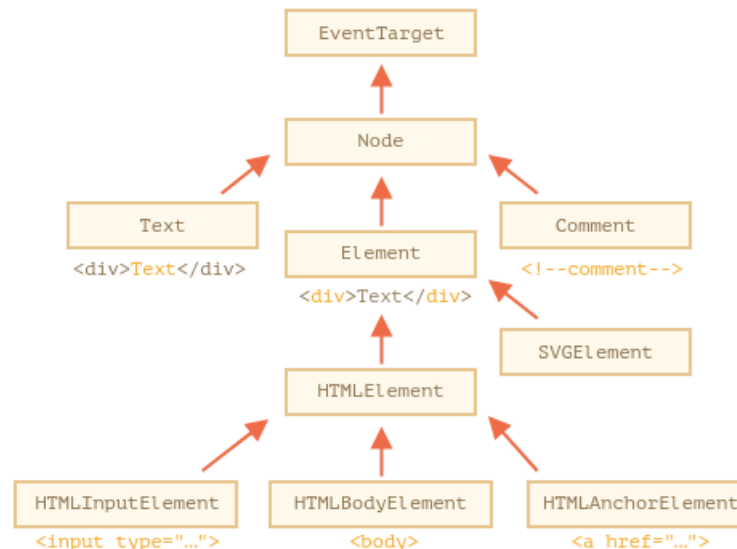 EventTarget
Node
Text
<div>Text</div>
Element
<div>Text</div>
Comment
<!--comment-->
SVGElement
HTMLElement
HTMLInputElement
<input type="…">
HTMLBodyElement
<body>
HTMLAnchorElement
<a href="…">